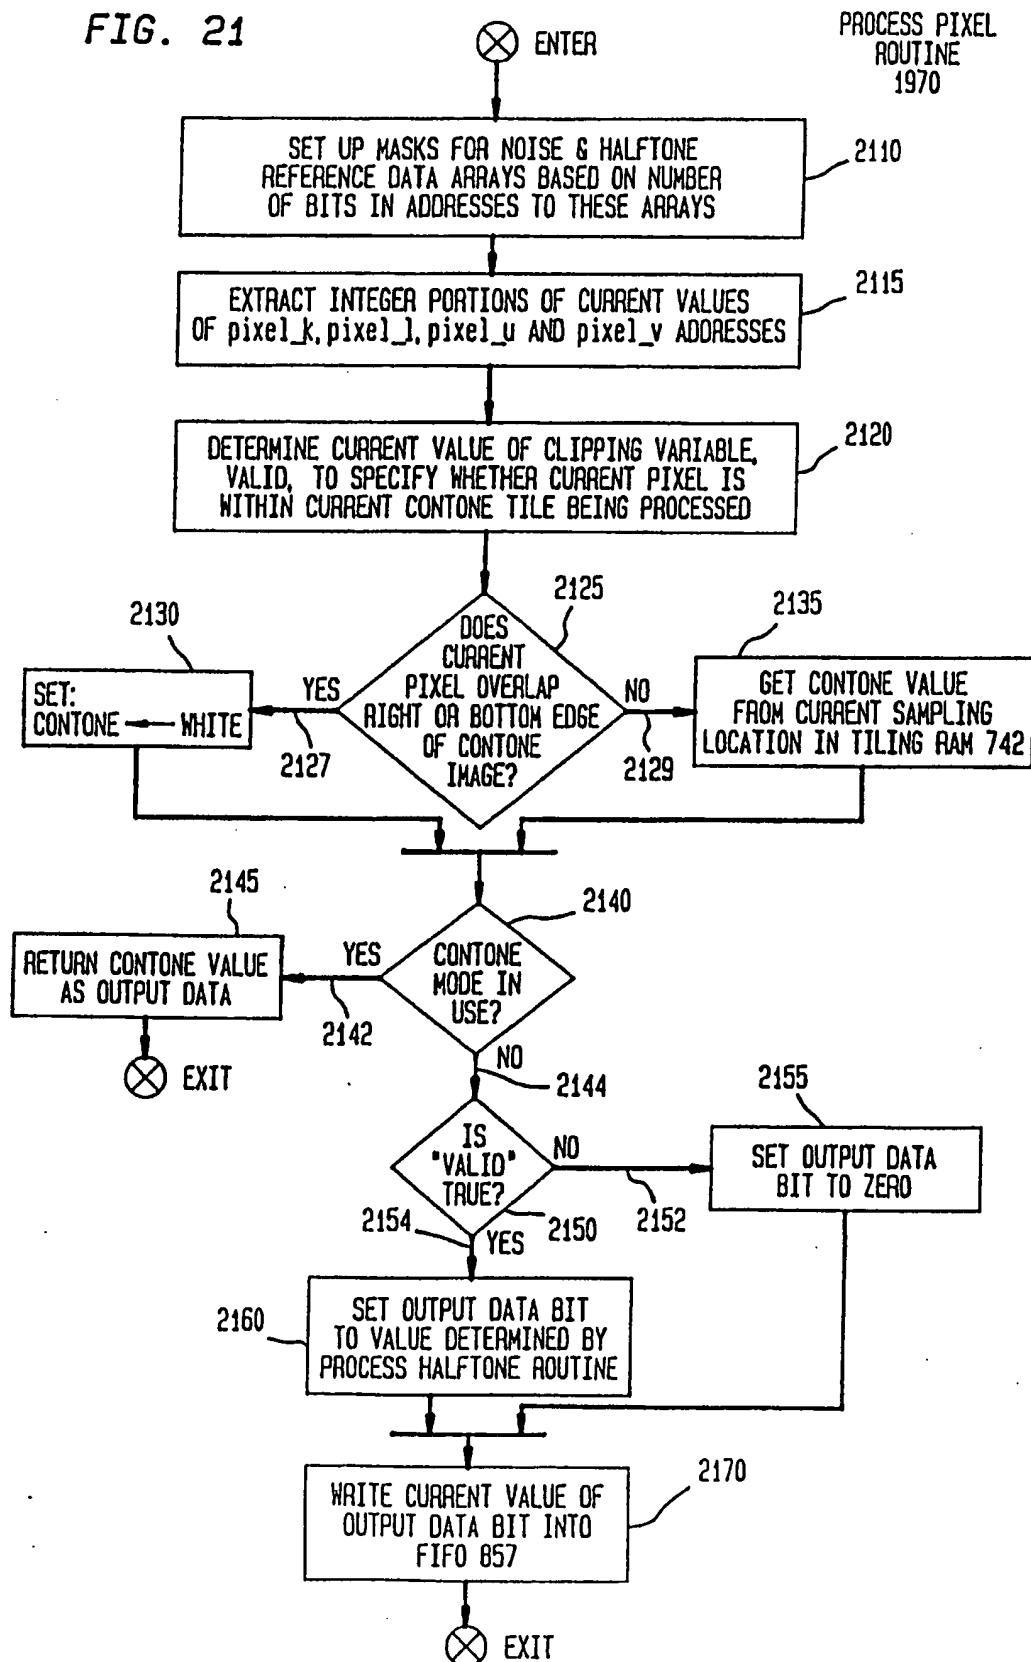 FIG. 21
ENTER
PROCESS PIXEL
ROUTINE
1970
SET UP MASKS FOR NOISE & HALFTONE
REFERENCE DATA ARRAYS BASED ON NUMBER
OF BITS IN ADDRESSES TO THESE ARRAYS
2110
EXTRACT INTEGER PORTIONS OF CURRENT VALUES
OF pixel_k, pixel_l, pixel_u AND pixel_v ADDRESSES
2115
DETERMINE CURRENT VALUE OF CLIPPING VARIABLE,
VALID, TO SPECIFY WHETHER CURRENT PIXEL IS
WITHIN CURRENT CONTONE TILE BEING PROCESSED
2120
2125
DOES
CURRENT
PIXEL OVERLAP
RIGHT OR BOTTOM EDGE
OF CONTONE
IMAGE?
2130
YES
2127
SET:
CONTONE ← WHITE
NO
2129
2135
GET CONTONE VALUE
FROM CURRENT SAMPLING
LOCATION IN TILING RAM 742
2140
CONTONE
MODE IN
USE?
2145
YES
2142
RETURN CONTONE VALUE
AS OUTPUT DATA
EXIT
NO
2144
IS
"VALID"
TRUE?
2150
NO
2152
2155
SET OUTPUT DATA
BIT TO ZERO
2154
YES
2160
SET OUTPUT DATA BIT
TO VALUE DETERMINED BY
PROCESS HALFTONE ROUTINE
WRITE CURRENT VALUE OF
OUTPUT DATA BIT INTO
FIFO 857
2170
EXIT